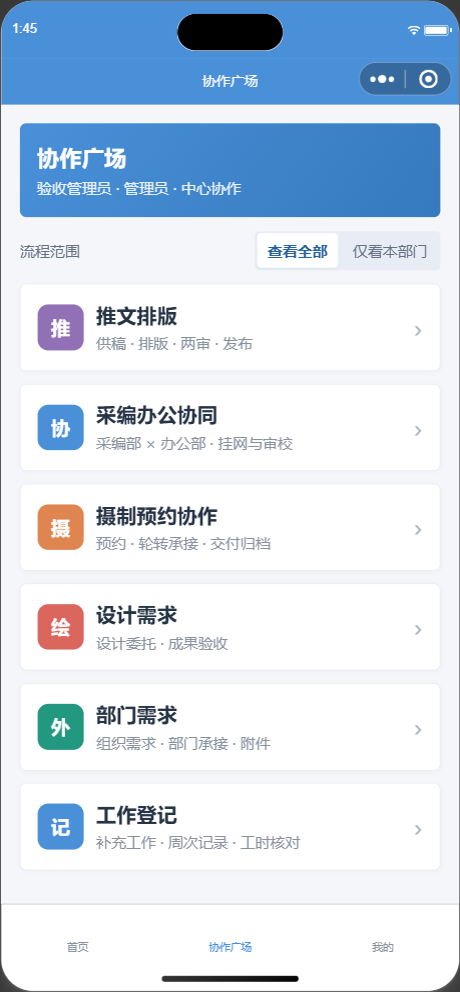 1:45
协作广场
协作广场
验收管理员 · 管理员 · 中心协作
流程范围
查看全部
仅看本部门
推
推文排版
供稿 · 排版 · 两审 · 发布
协
采编办公协同
采编部 × 办公部 · 挂网与审校
摄
摄制预约协作
预约 · 轮转承接 · 交付归档
绘
设计需求
设计委托 · 成果验收
外
部门需求
组织需求 · 部门承接 · 附件
记
工作登记
补充工作 · 周次记录 · 工时核对
首页
协作广场
我的